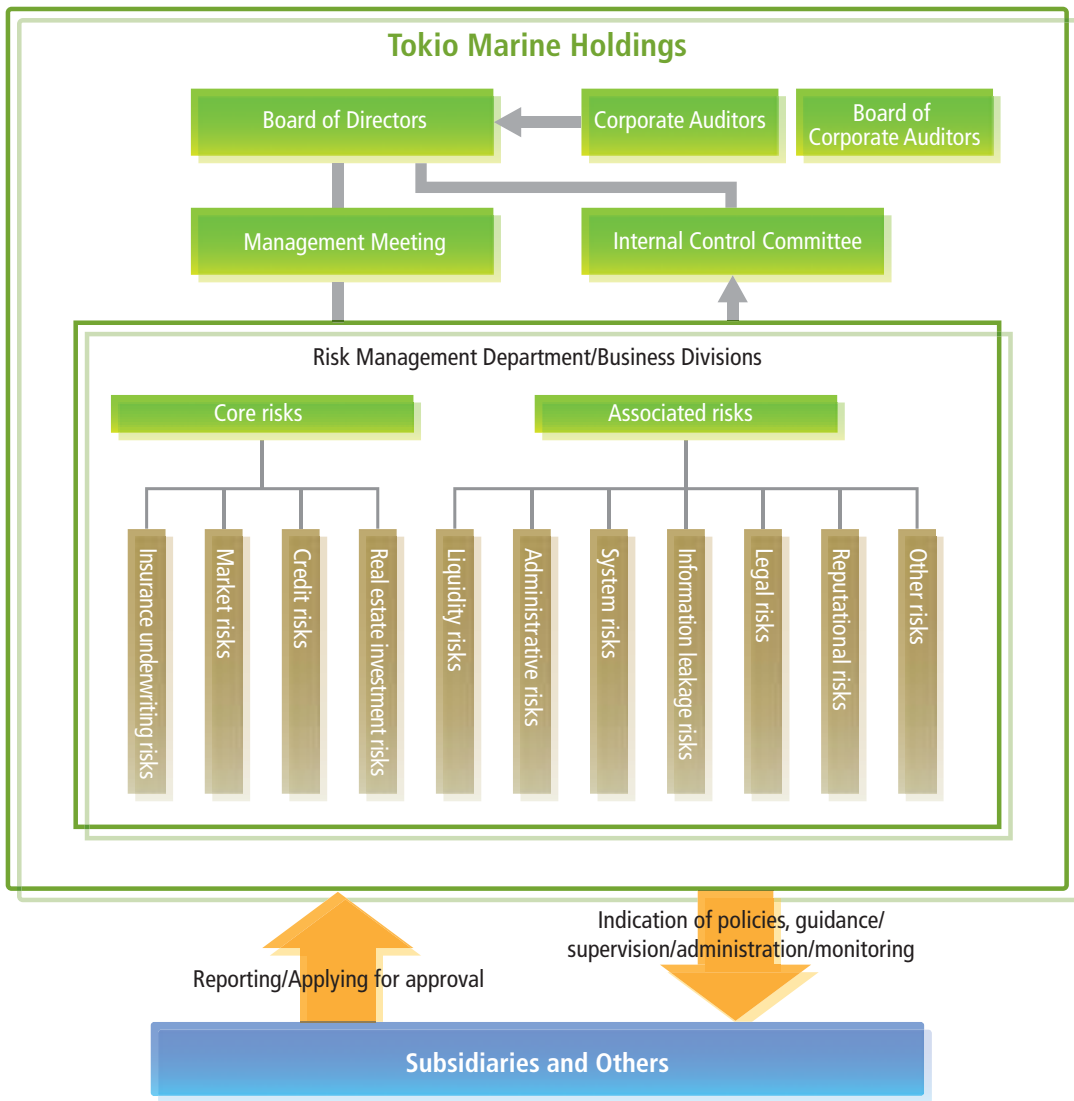 Tokio Marine Holdings
Board of Directors
Corporate Auditors
Board of
Corporate Auditors
Management Meeting
Internal Control Committee
Risk Management Department/Business Divisions
Core risks
Associated risks
Insurance underwriting risks
Market risks
Credit risks
Real estate investment risks
Liquidity risks
Administrative risks
System risks
Information leakage risks
Legal risks
Reputational risks
Other risks
Reporting/Applying for approval
Indication of policies, guidance/
supervision/administration/monitoring
Subsidiaries and Others